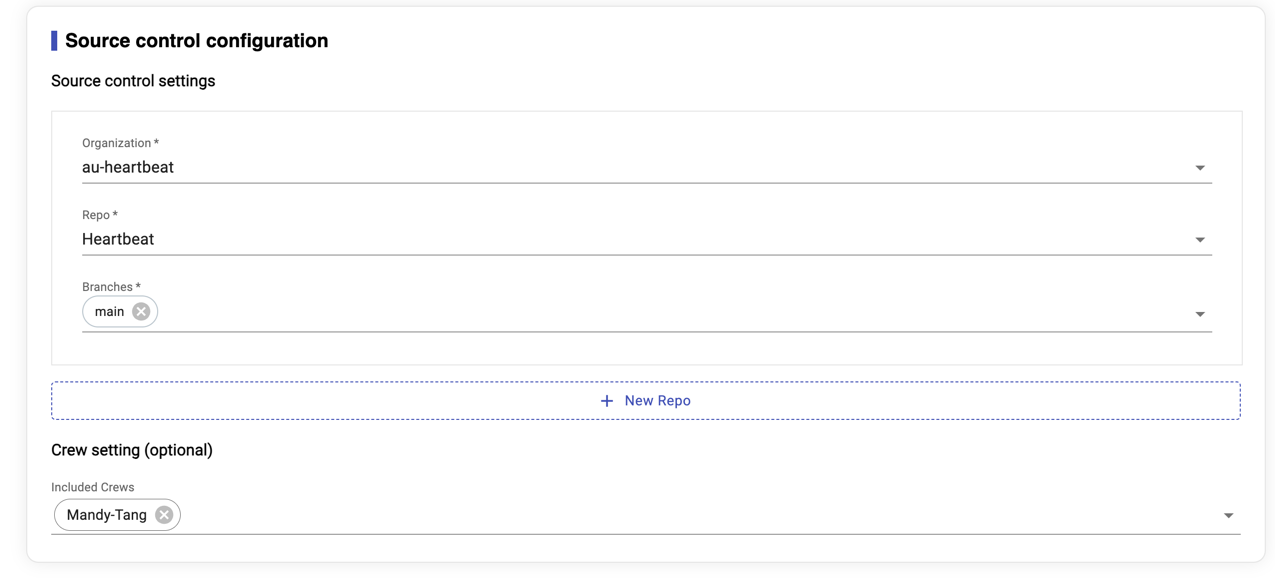 Source control configuration
Source control settings
Organization *
au-heartbeat
Repo *
Heartbeat
Branches *
main
+ New Repo
Crew setting (optional)
Included Crews
Mandy-Tang